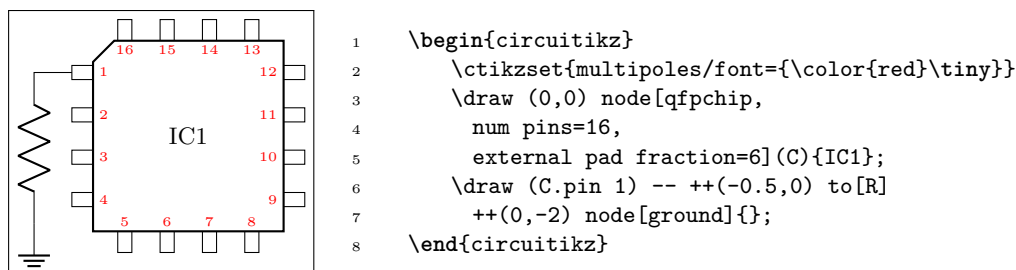 16 15 14 13
1 12
2 11
IC1
3 10
4 9
5 6 7 8
1 \begin{circuitikz}
2 \ctikzset{multipoles/font={\color{red}\tiny}}
3 \draw (0,0) node[qfpchip,
4 num pins=16,
5 external pad fraction=6](C){IC1};
6 \draw (C.pin 1) -- ++(-0.5,0) to[R]
7 ++(0,-2) node[ground]{};
8 \end{circuitikz}